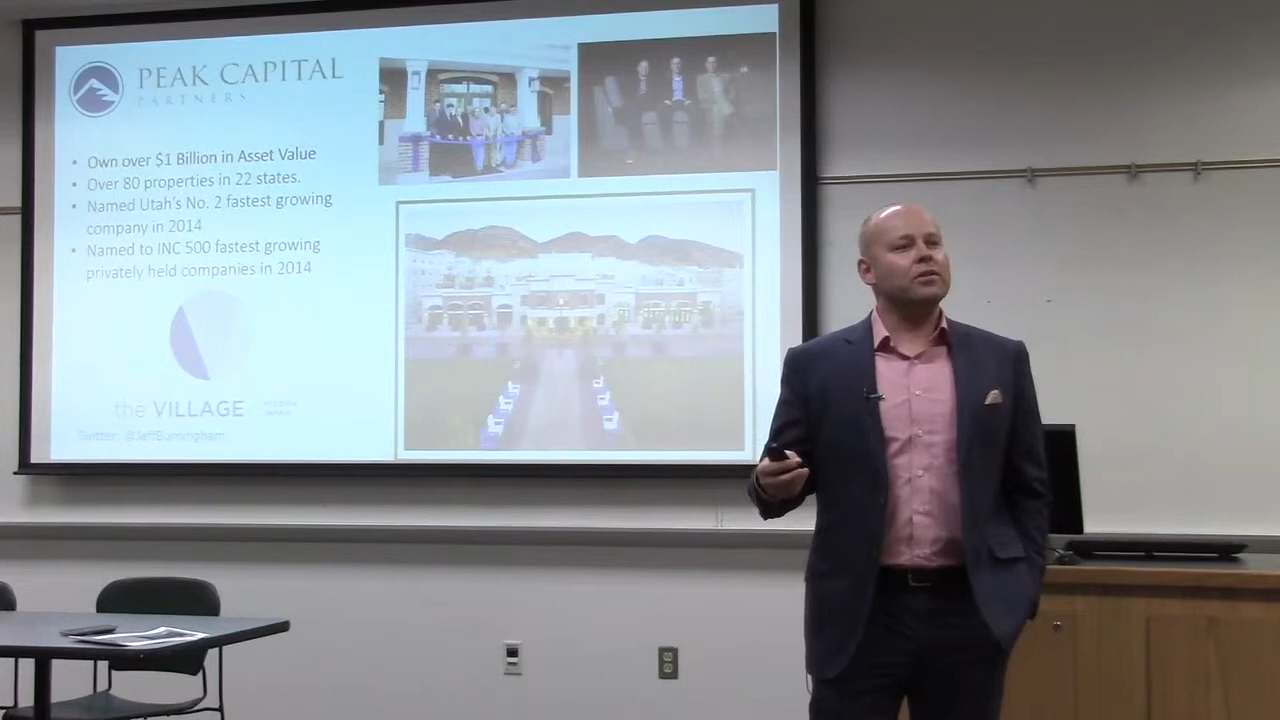 PEAK CAPITAL
PARTNERS
• Own over $1 Billion in Asset Value
• Over 80 properties in 22 states.
• Named Utah's No. 2 fastest growing
company in 2014
• Named to INC 500 fastest growing
privately held companies in 2014
the VILLAGE
Twitter: @JeffBurningham